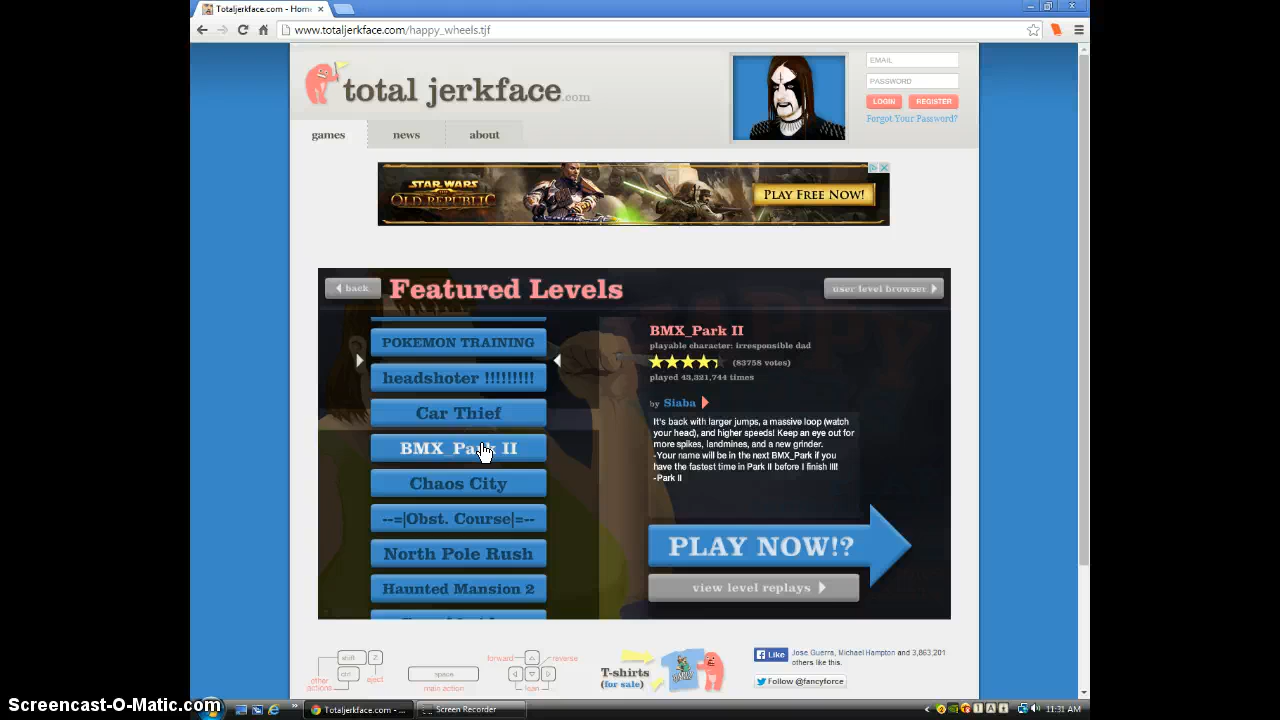 Totaljerkface.com - Hom
www.totaljerkface.com/happy_wheels.tjf
total jerkface.com
EMAIL
PASSWORD
LOGIN REGISTER
Forgot Your Password?
games news about
STAR WARS
THE OLD REPUBLIC
PLAY FREE NOW!
back
Featured Levels
user level browser
POKEMON TRAINING
headshoter !!!!!!!!!
Car Thief
BMX_Park II
Chaos City
--=|Obst. Course|=--
North Pole Rush
Haunted Mansion 2
BMX_Park II
playable character: irresponsible dad
(83758 votes)
played 43,321,744 times
by Siaba
It's back with larger jumps, a massive loop (watch
your head), and higher speeds! Keep an eye out for
more spikes, landmines, and a new grinder.
-Your name will be in the next BMX_Park if you
have the fastest time in Park II before I finish III!
-Park II
PLAY NOW!?
view level replays
shift Z
ctrl
other
actions
eject
space
main action
forward reverse
lean
T-shirts
(for sale)
Like
Jose Guerra, Michael Hampton and 3,863,201
others like this.
Follow @fancyforce
Screencast-O-Matic.com
Totaljerkface.com - ...
Screen Recorder
11:31 AM